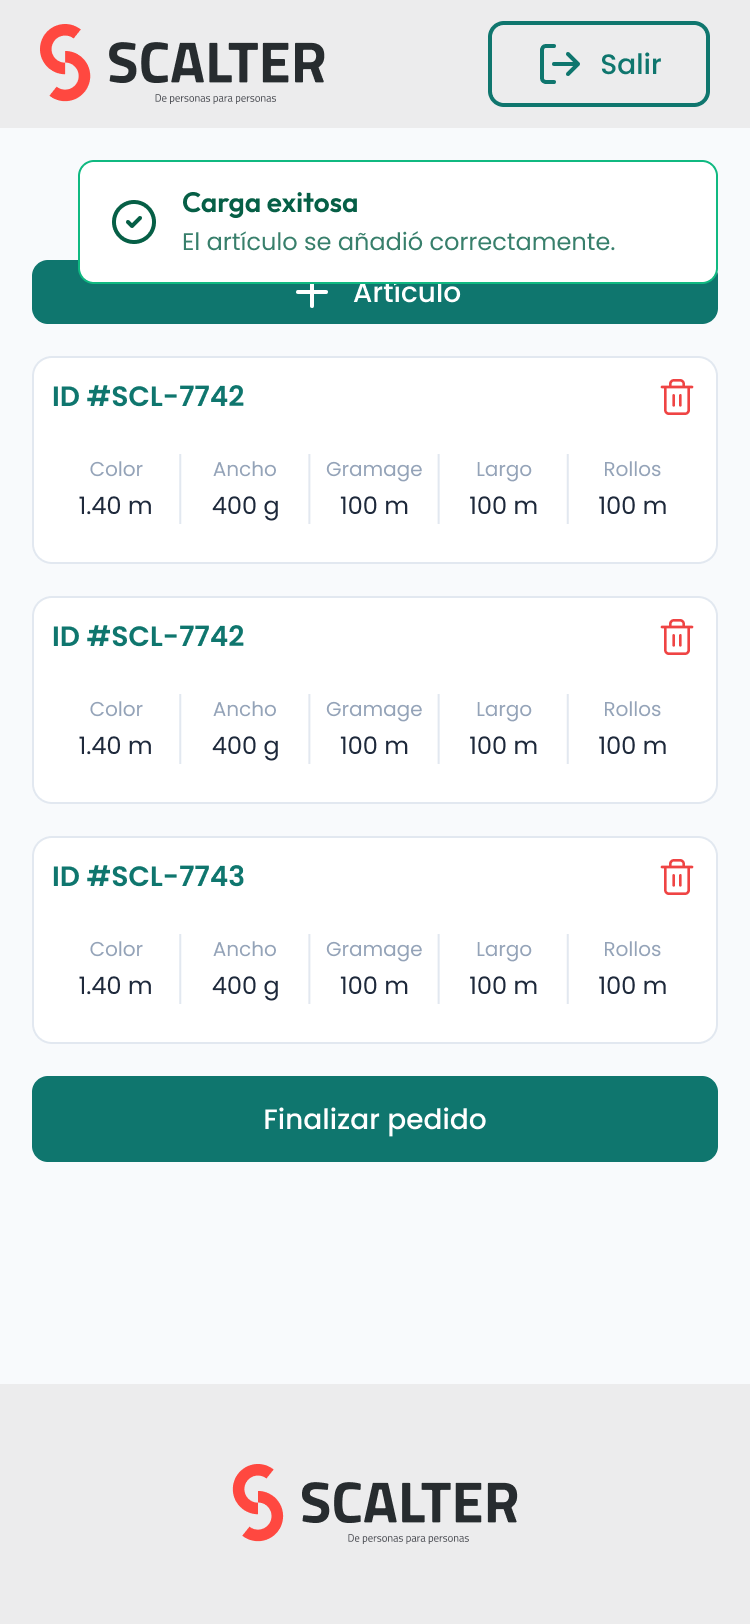 SCALTER
De personas para personas
Salir
Carga exitosa
El artículo se añadió correctamente.
Artículo
ID #SCL-7742
Color Ancho Gramage Largo Rollos
1.40 m 400 g 100 m 100 m 100 m
ID #SCL-7742
Color Ancho Gramage Largo Rollos
1.40 m 400 g 100 m 100 m 100 m
ID #SCL-7743
Color Ancho Gramage Largo Rollos
1.40 m 400 g 100 m 100 m 100 m
Finalizar pedido
SCALTER
De personas para personas